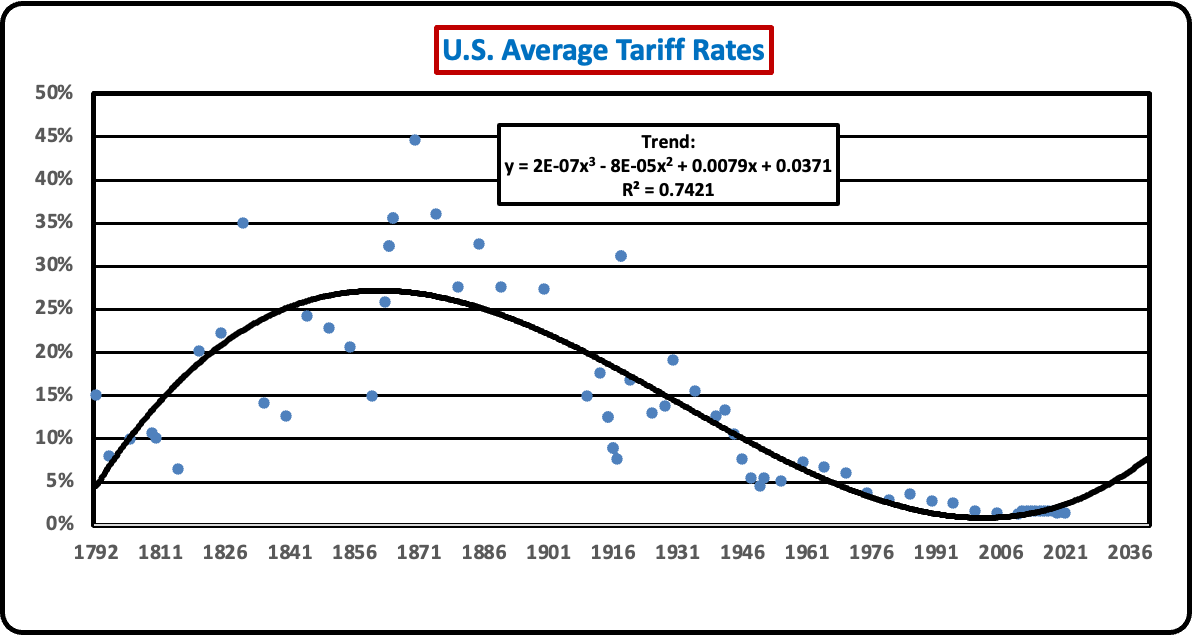 U.S. Average Tariff Rates
50%
45%
40%
35%
30%
25%
20%
15%
10%
5%
0%
Trend:
y = 2E-07x³ - 8E-05x² + 0.0079x + 0.0371
R² = 0.7421
1792 1811 1826 1841 1856 1871 1886 1901 1916 1931 1946 1961 1976 1991 2006 2021 2036